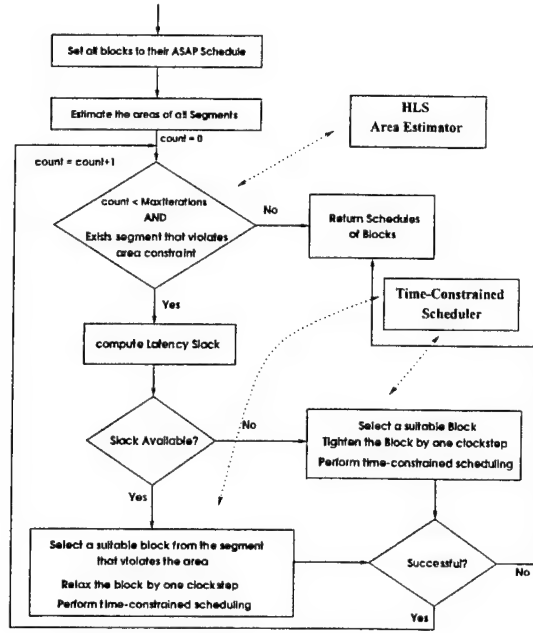 Set all blocks to their ASAP Schedule
Estimate the areas of all Segments
HLS
Area Estimator
count = 0
count = count+1
count < MaxIterations
AND
Exists segment that violates
area constraint
No
Return Schedules
of Blocks
Yes
Time-Constrained
Scheduler
compute Latency Slack
Slack Available?
No
Select a suitable Block
Tighten the Block by one clockstep
Perform time-constrained scheduling
Yes
Select a suitable block from the segment
that violates the area
Relax the block by one clockstep
Perform time-constrained scheduling
Successful?
No
Yes